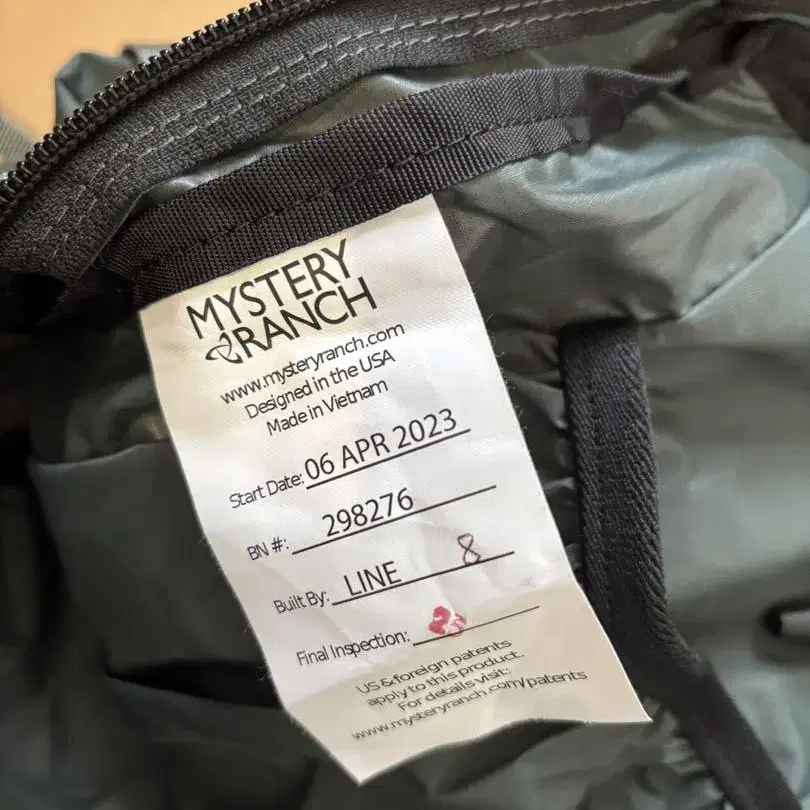 MYSTERY
RANCH
www.mysteryranch.com
Designed in the USA
Made in Vietnam
Start Date: 06 APR 2023
BN #: 298276
Built By: LINE 8
Final Inspection:
US & foreign patents
apply to this product.
For details visit:
www.mysteryranch.com/patents